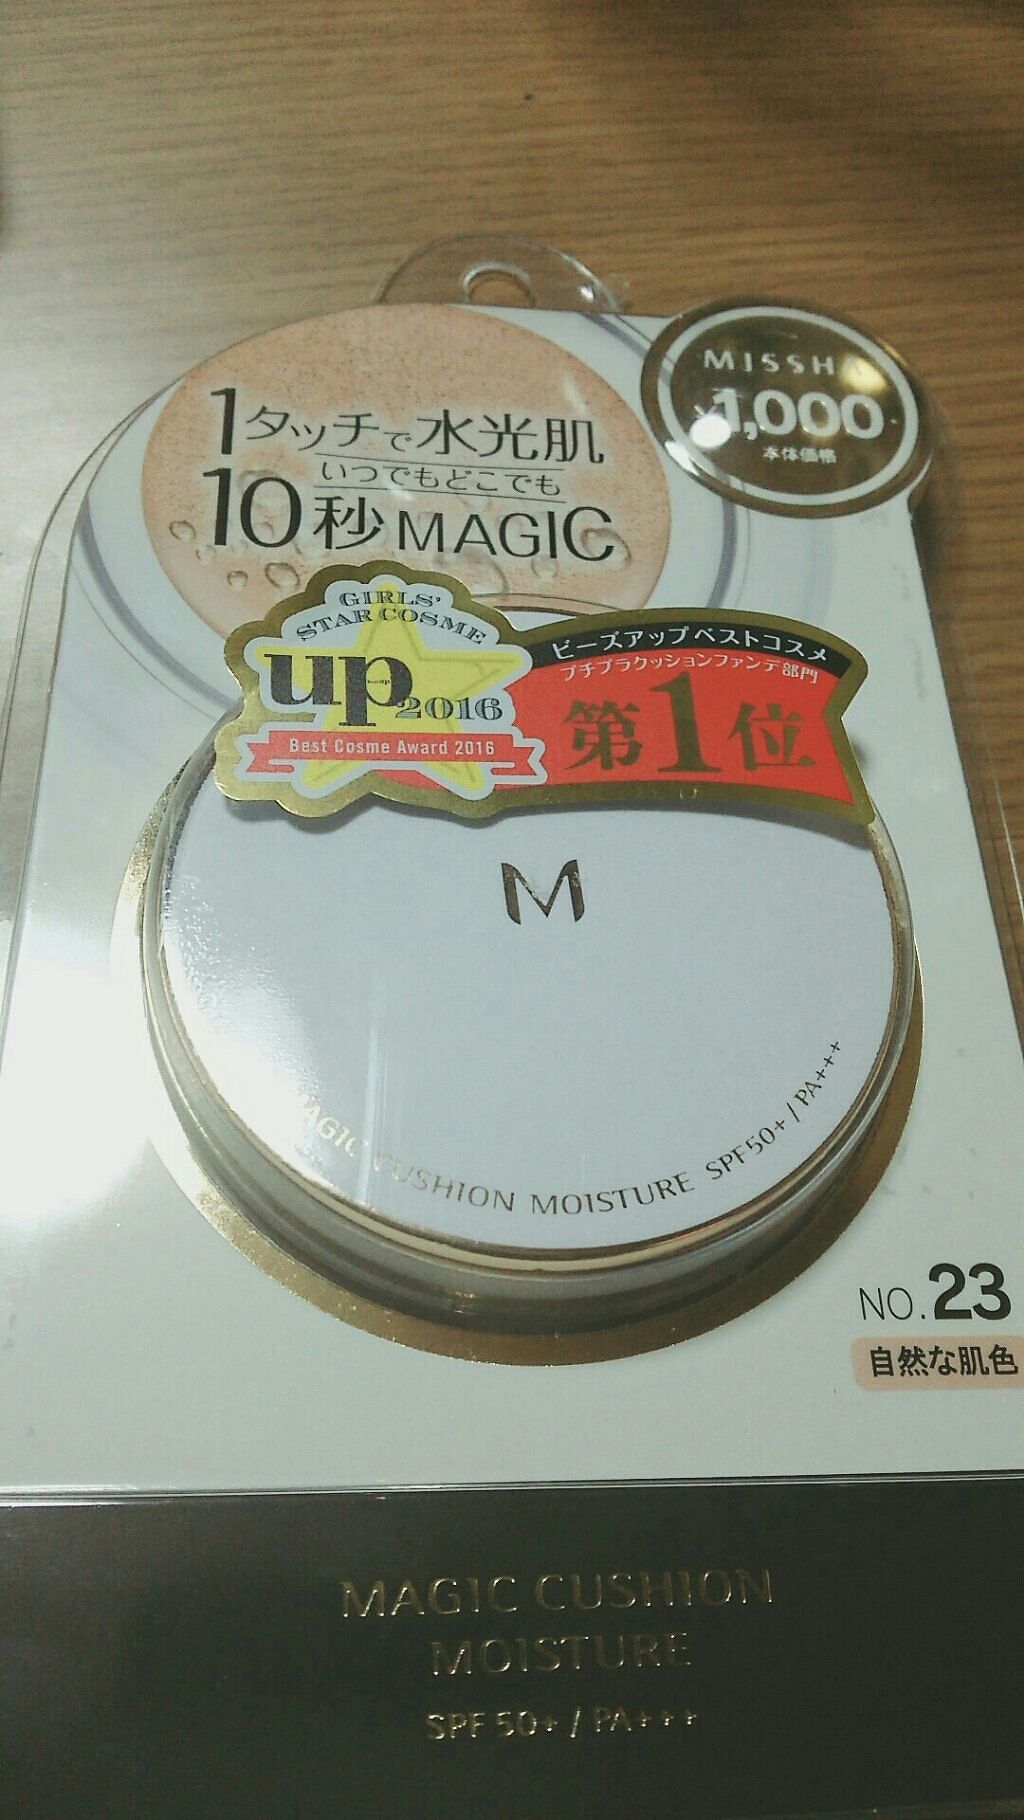 MISSHA
¥1,000
本体価格
1タッチで水光肌
いつでもどこでも
10秒MAGIC
GIRLS'
STAR COSME
up
2016
Best Cosme Award 2016
ビーズアップベストコスメ
プチプラクッションファンデ部門
第1位
M
MAGIC CUSHION MOISTURE SPF50+/PA+++
NO.23
自然な肌色
MAGIC CUSHION
MOISTURE
SPF 50+ / PA+++